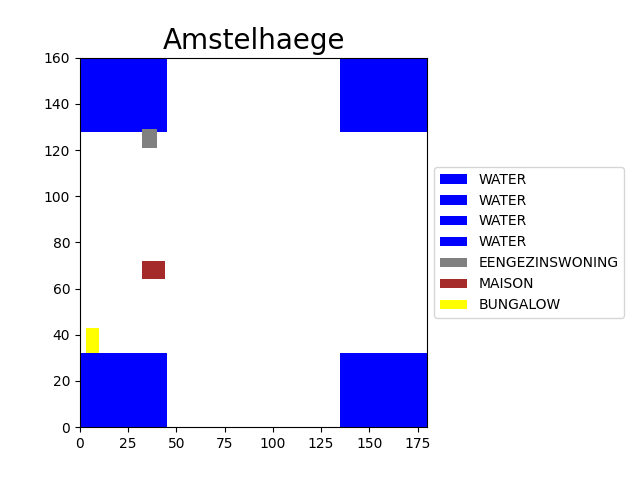 Amstelhaege
160
140
120
100
80
60
40
20
0
0 25 50 75 100 125 150 175
WATER
WATER
WATER
WATER
EENGEZINSWONING
MAISON
BUNGALOW